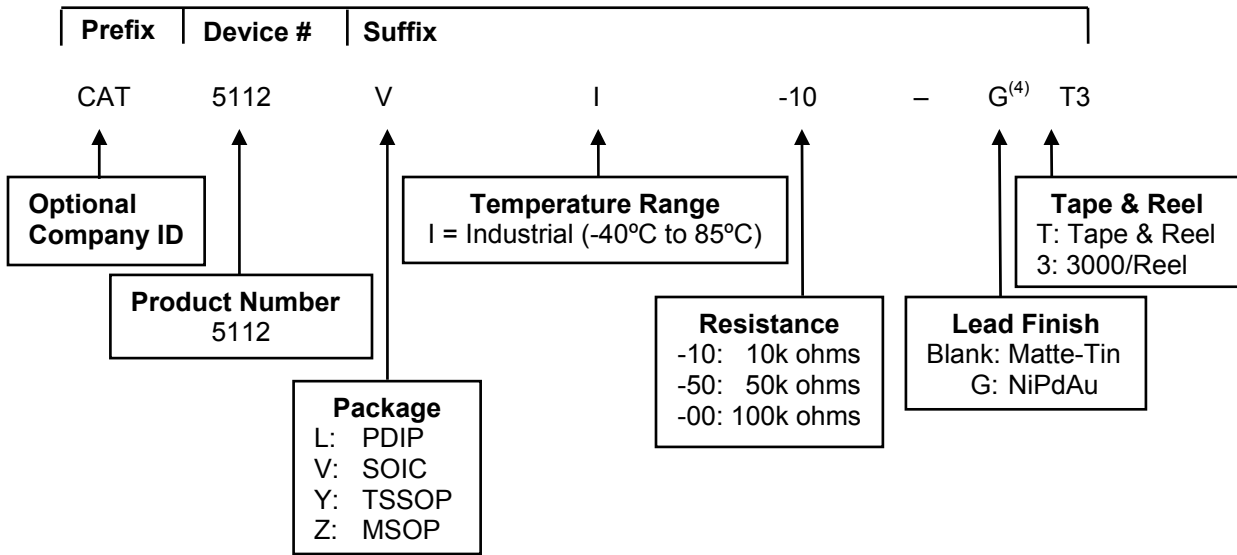 Prefix Device # Suffix
CAT 5112 V I -10 – G(4) T3
Optional
Company ID
Product Number
5112
Package
L: PDIP
V: SOIC
Y: TSSOP
Z: MSOP
Temperature Range
I = Industrial (-40ºC to 85ºC)
Resistance
-10: 10k ohms
-50: 50k ohms
-00: 100k ohms
Lead Finish
Blank: Matte-Tin
G: NiPdAu
Tape & Reel
T: Tape & Reel
3: 3000/Reel